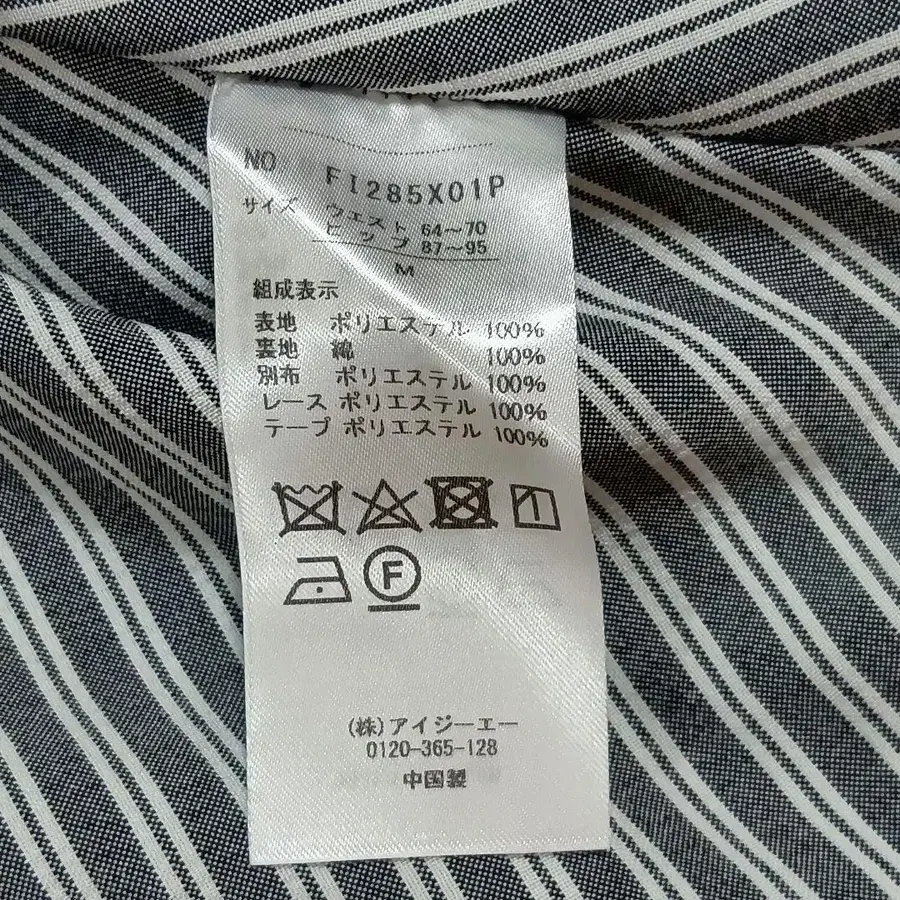 NO FI285X01P
サイズ ウエスト 64～70
ヒップ 87～95
M
組成表示
表地 ポリエステル 100%
裏地 綿 100%
別布 ポリエステル 100%
レース ポリエステル 100%
テープ ポリエステル 100%
F
(株)アイジーエー
0120-365-128
中国製